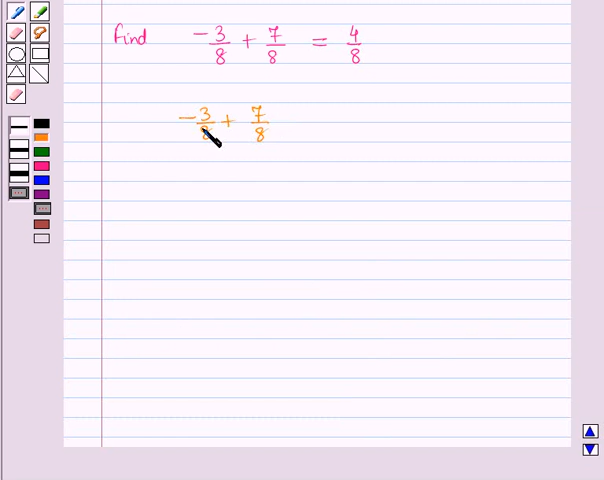 find -3/8 + 7/8 = 4/8
-3/8 + 7/8